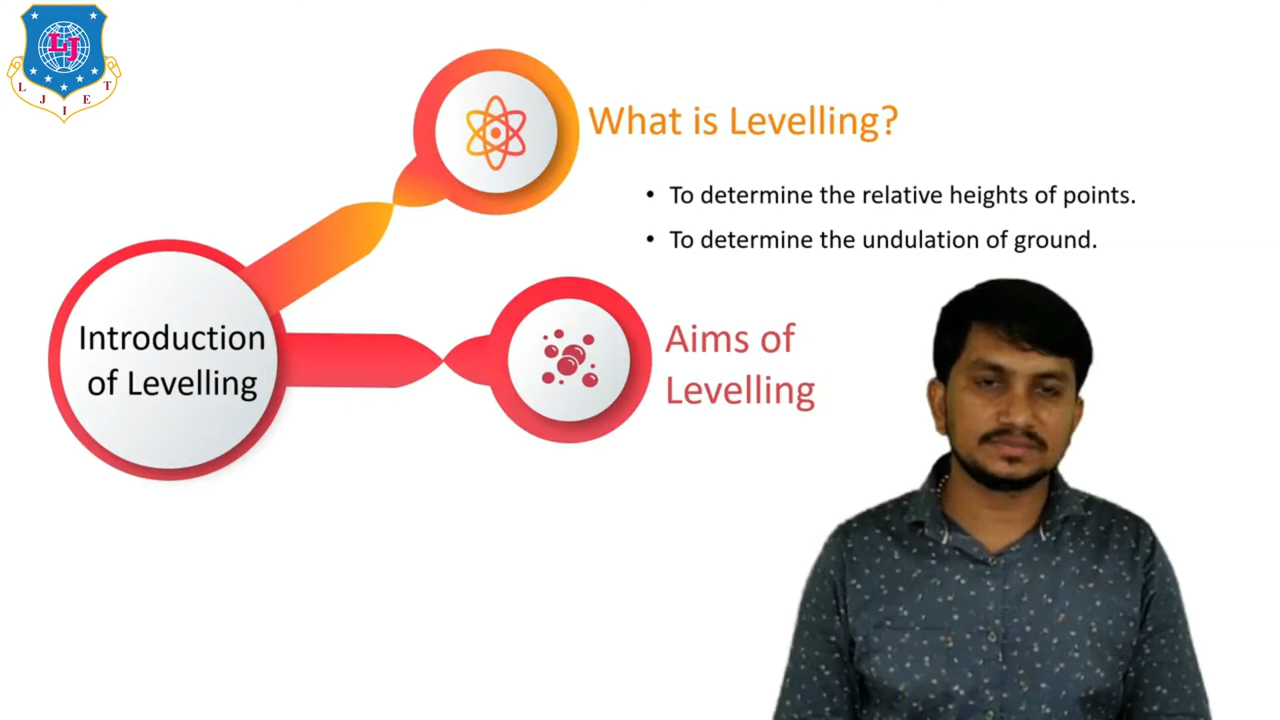 LJ
L J I E T
What is Levelling?
• To determine the relative heights of points.
• To determine the undulation of ground.
Introduction
of Levelling
Aims of
Levelling